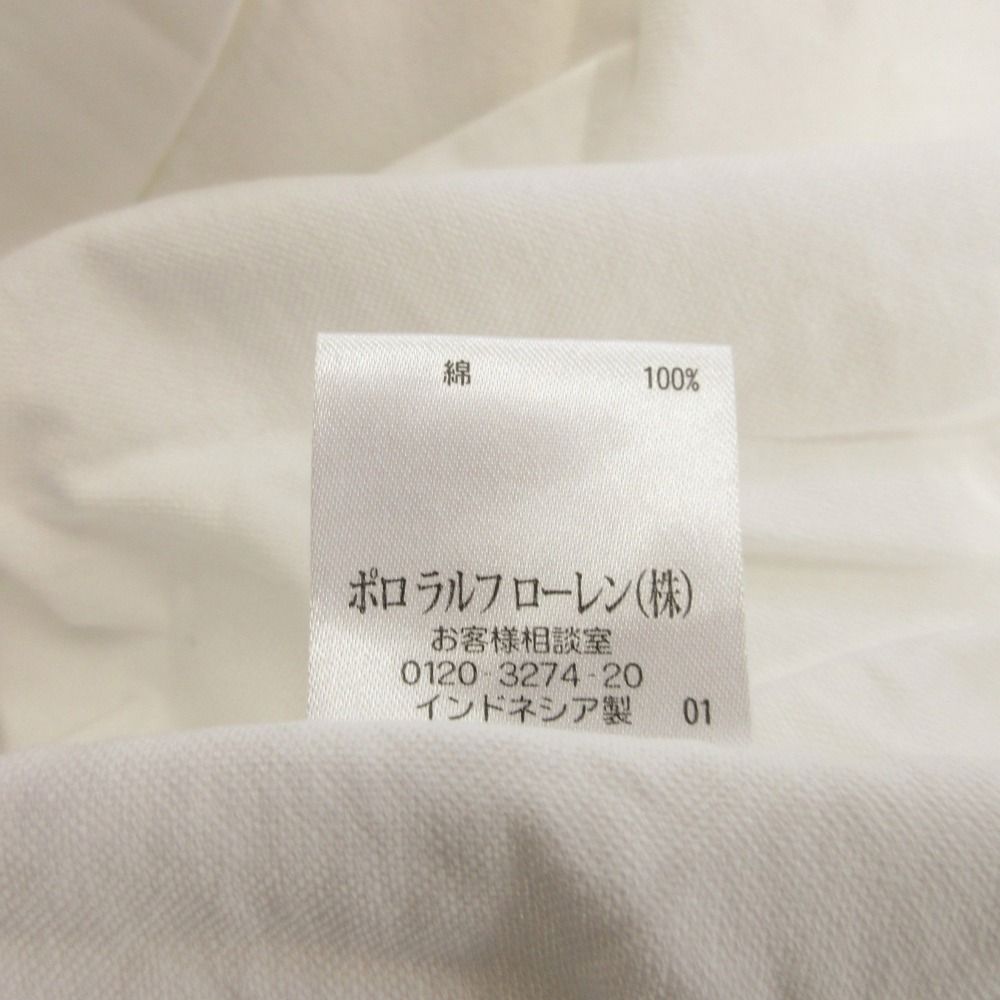 綿 100%
ポロ ラルフ ローレン(株)
お客様相談室
0120-3274-20
インドネシア製 01